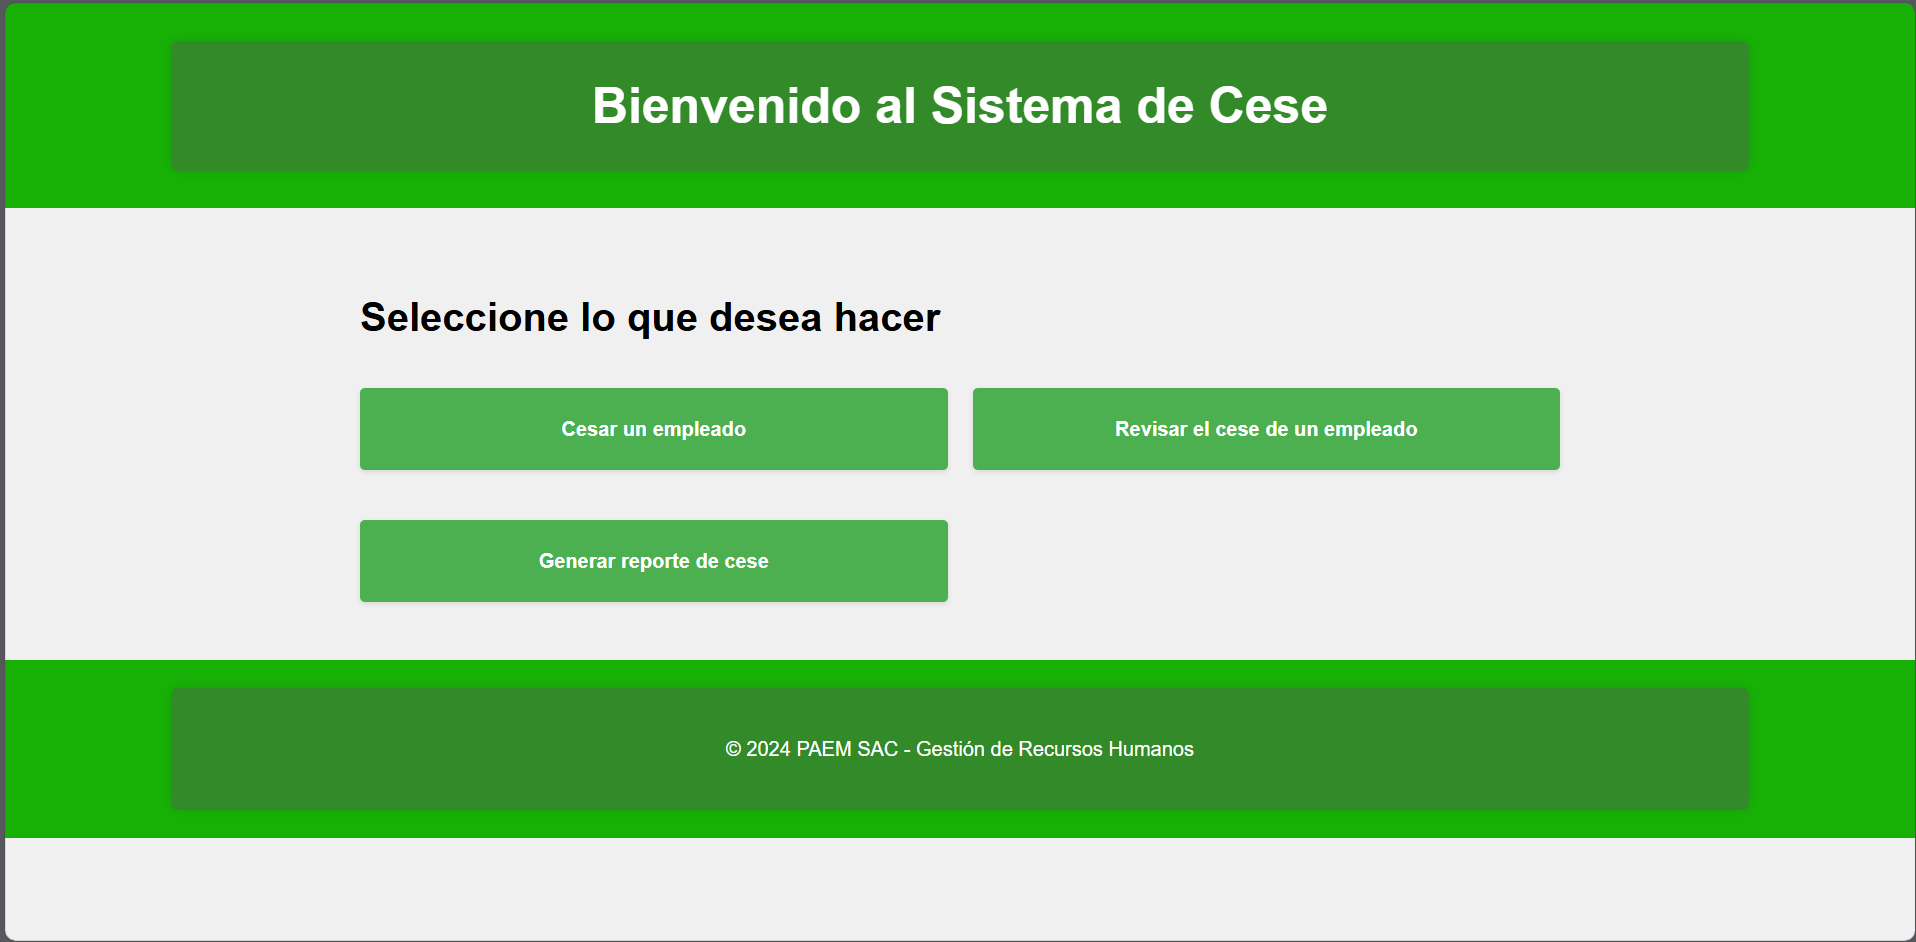 Bienvenido al Sistema de Cese
Seleccione lo que desea hacer
Cesar un empleado
Revisar el cese de un empleado
Generar reporte de cese
© 2024 PAEM SAC - Gestión de Recursos Humanos